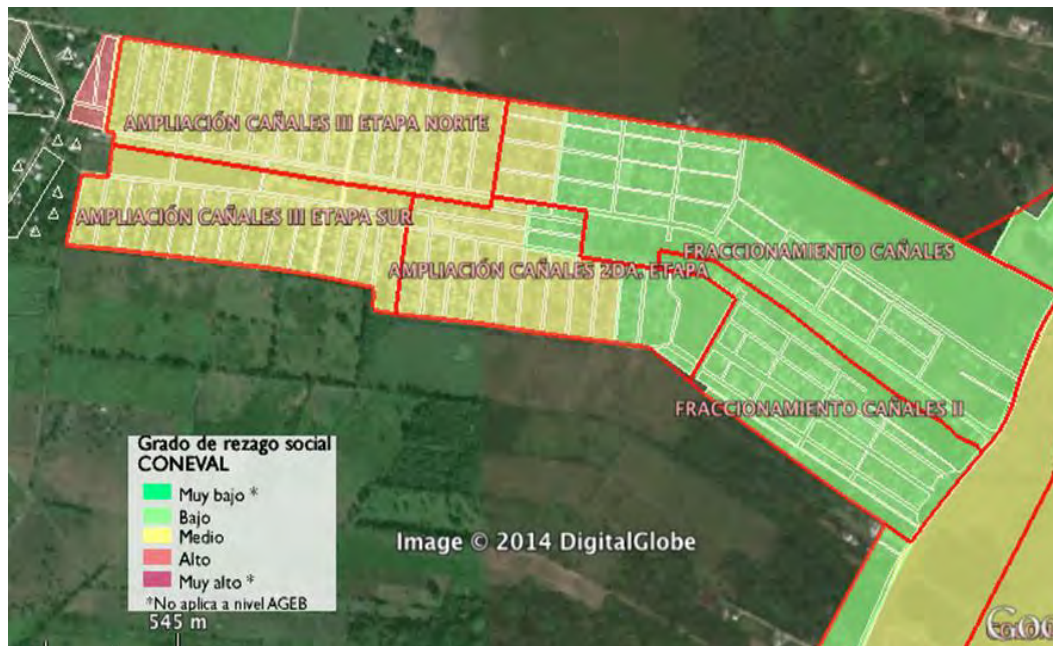 AMPLIACIÓN CAÑALES III ETAPA NORTE
AMPLIACIÓN CAÑALES III ETAPA SUR
FRACCIONAMIENTO CAÑALES
AMPLIACIÓN CAÑALES 2DA. ETAPA
FRACCIONAMIENTO CAÑALES II
Grado de rezago social
CONEVAL
Muy bajo *
Bajo
Medio
Alto
Muy alto *
*No aplica a nivel AGEB
Image © 2014 DigitalGlobe
545 m